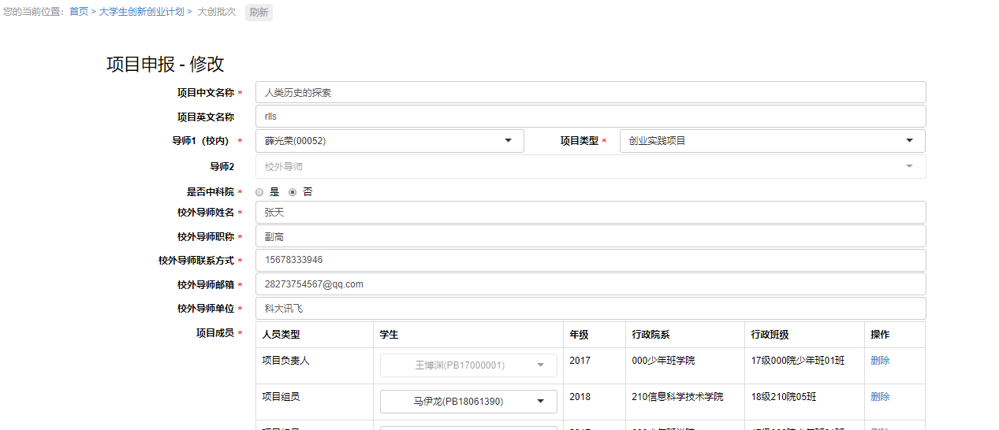 您的当前位置：首页 > 大学生创新创业计划 > 大创批次 刷新
项目申报 - 修改
项目中文名称 * 人类历史的探索
项目英文名称 rlls
导师1（校内） * 薛光荣(00052) 项目类型 * 创业实践项目
导师2 校外导师
是否中科院 * 是 否
校外导师姓名 * 张天
校外导师职称 * 副高
校外导师联系方式 * 15678333946
校外导师邮箱 * 28273754567@qq.com
校外导师单位 * 科大讯飞
项目成员 * 人员类型 学生 年级 行政院系 行政班级 操作
项目负责人 王博渊(PB17000001) 2017 000少年班学院 17级000院少年班01班 删除
项目组员 马伊龙(PB18061390) 2018 210信息科学技术学院 18级210院05班 删除